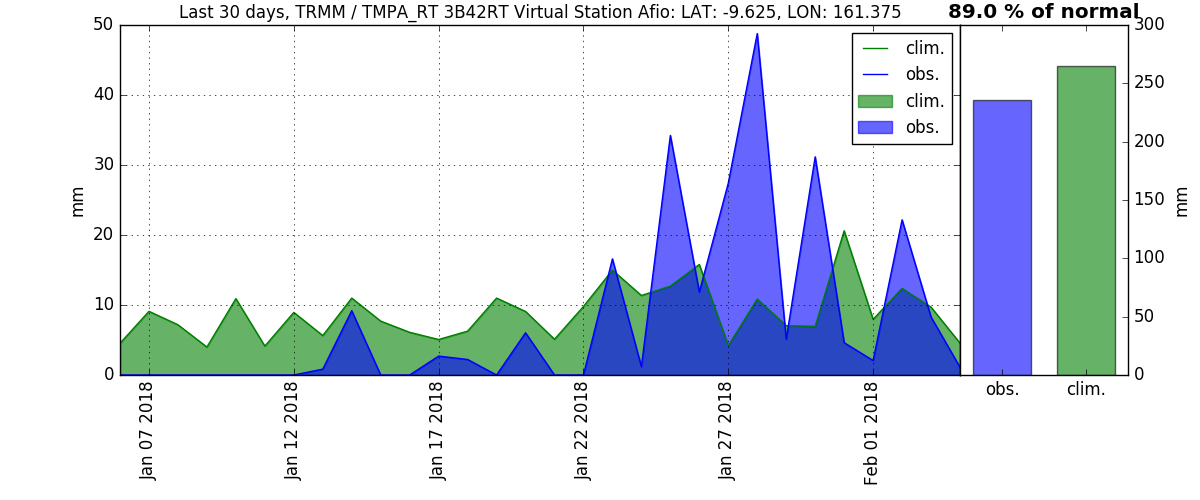 Last 30 days, TRMM / TMPA_RT 3B42RT Virtual Station Afio: LAT: -9.625, LON: 161.375
89.0 % of normal
50
40
30
20
10
0
mm
clim.
obs.
clim.
obs.
Jan 07 2018
Jan 12 2018
Jan 17 2018
Jan 22 2018
Jan 27 2018
Feb 01 2018
300
250
200
150
100
50
0
mm
obs.
clim.